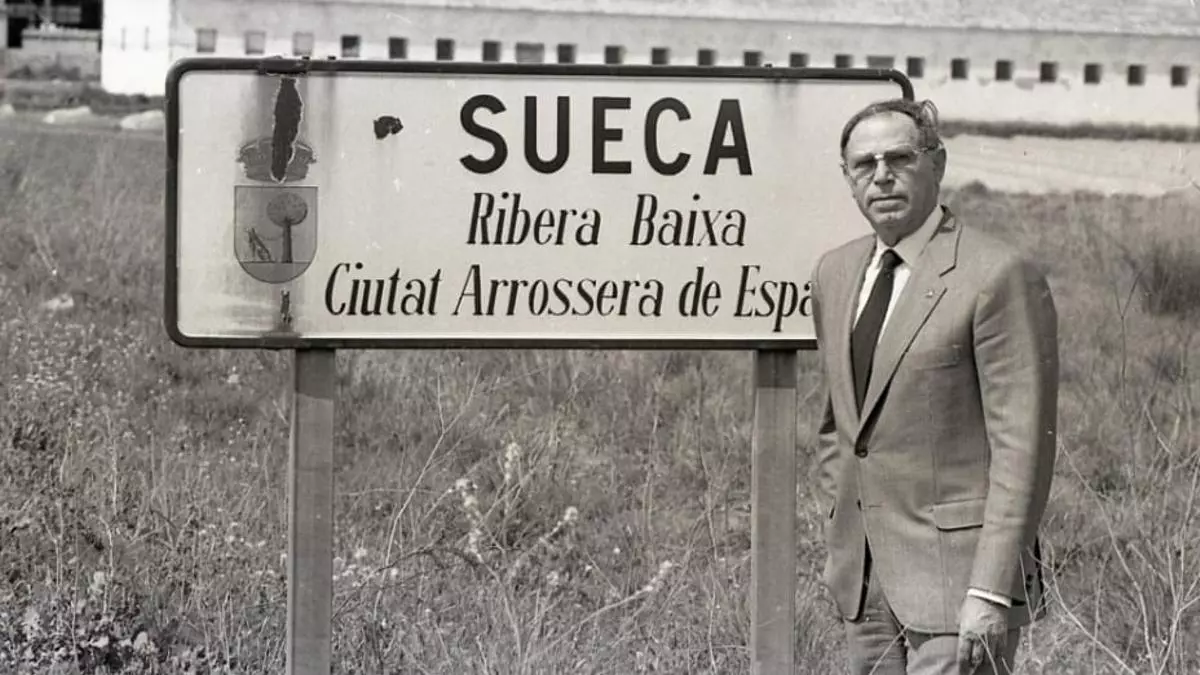 SUECA
Ribera Baixa
Ciutat Arrossera de Espa